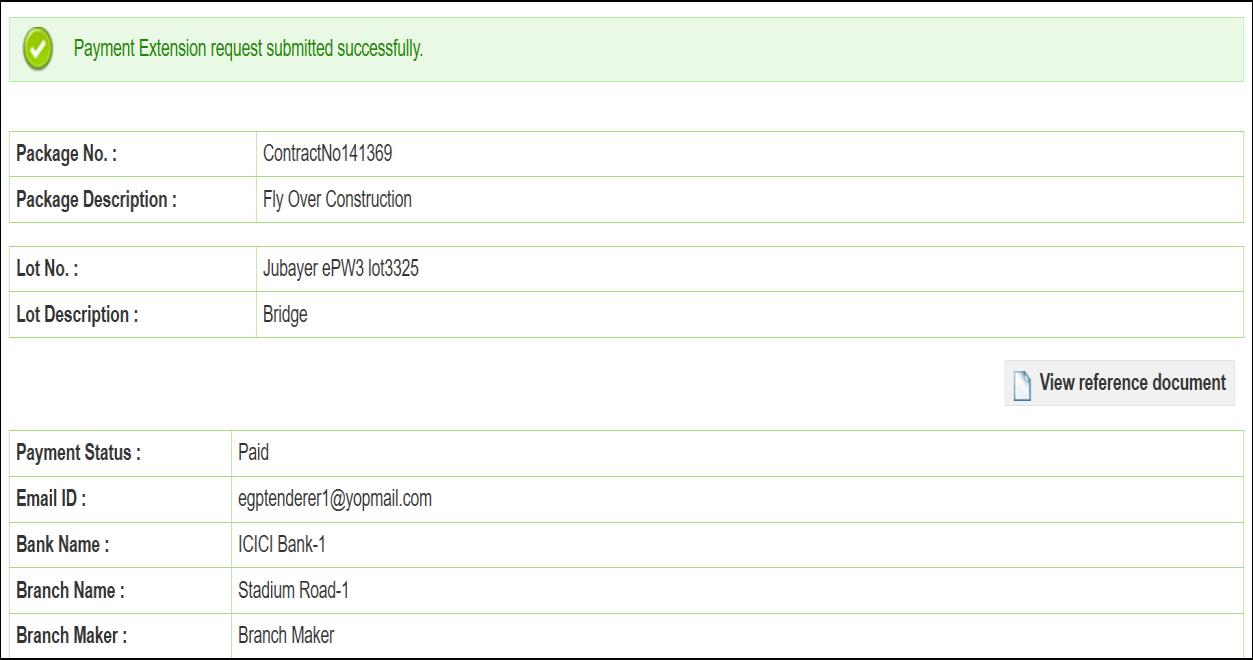 Payment Extension request submitted successfully.
Package No. : ContractNo141369
Package Description : Fly Over Construction
Lot No. : Jubayer ePW3 lot3325
Lot Description : Bridge
View reference document
Payment Status : Paid
Email ID : egptenderer1@yopmail.com
Bank Name : ICICI Bank-1
Branch Name : Stadium Road-1
Branch Maker : Branch Maker